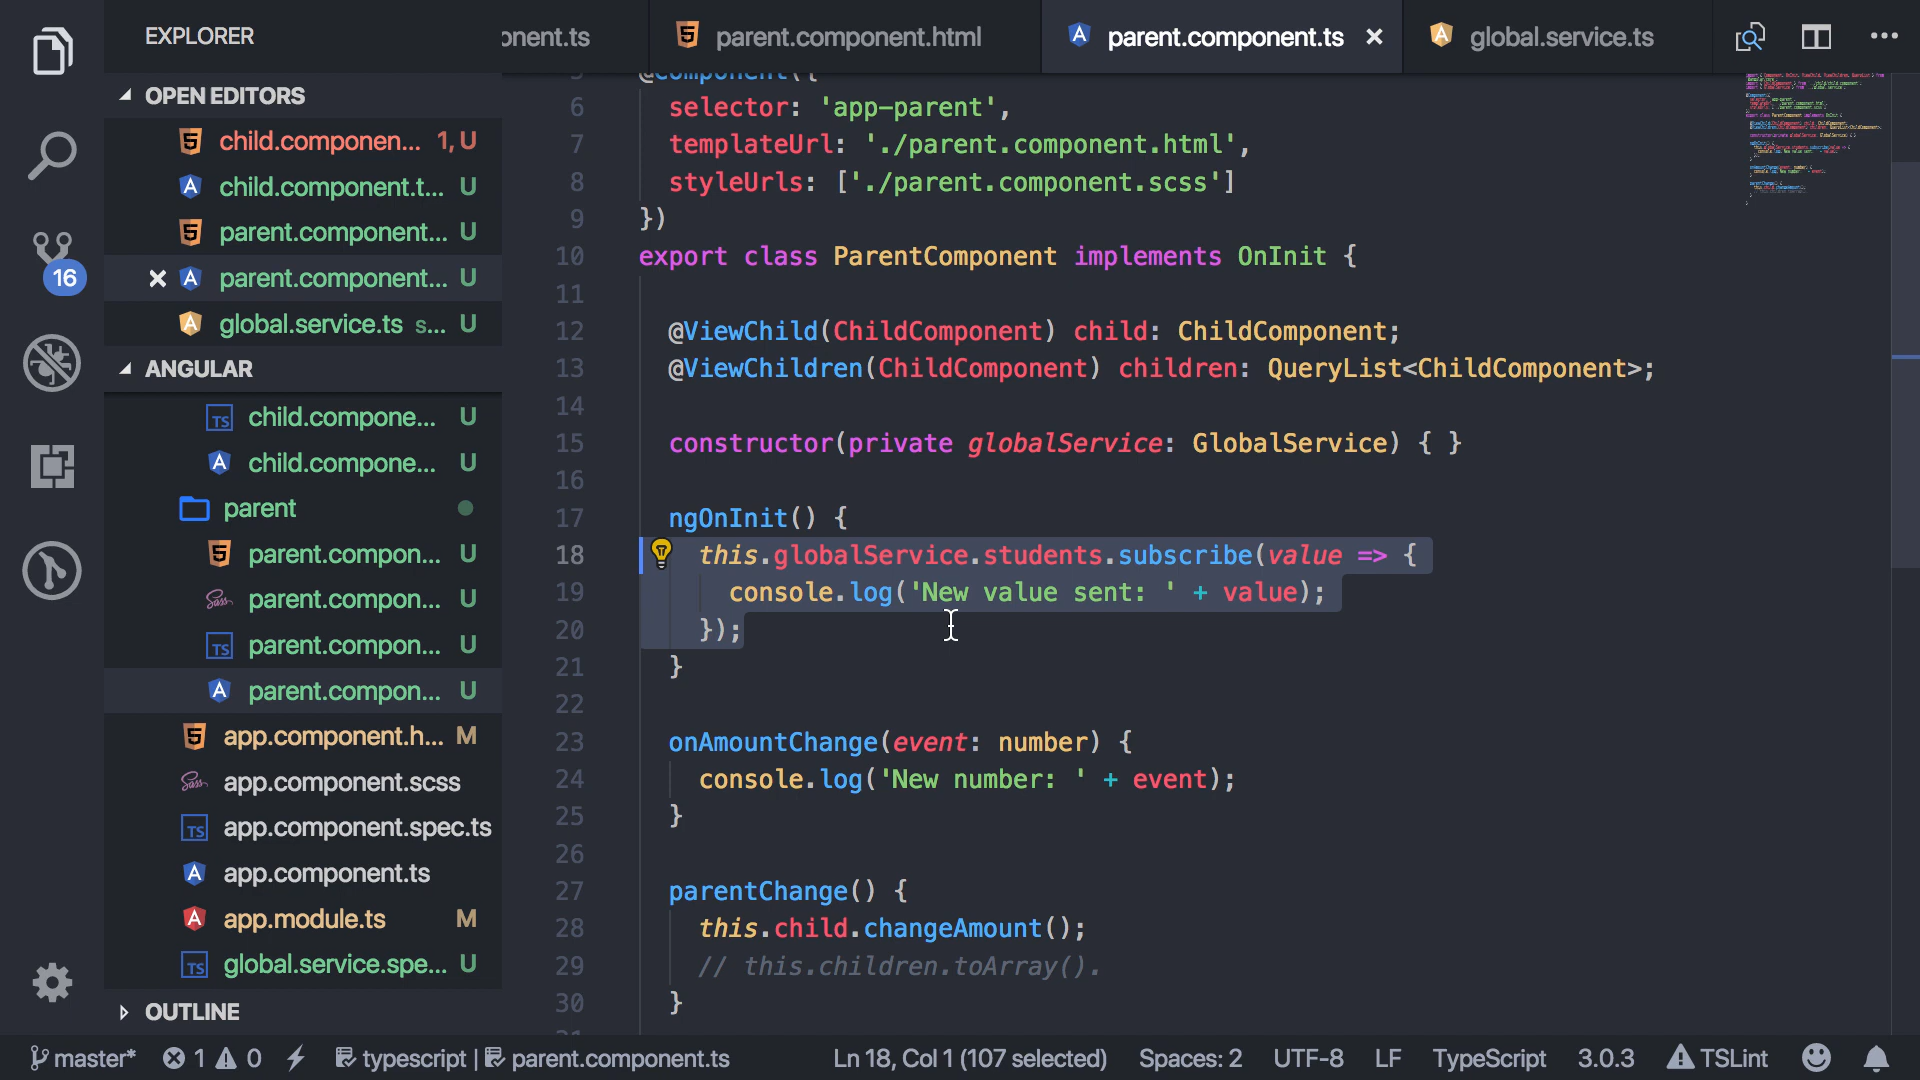 EXPLORER
onent.ts
parent.component.html
parent.component.ts
global.service.ts
OPEN EDITORS
child.componen... 1, U
child.component.t... U
parent.component... U
parent.component... U
global.service.ts s... U
16
ANGULAR
child.compone... U
child.compone... U
parent
parent.compon... U
parent.compon... U
parent.compon... U
parent.compon... U
app.component.h... M
app.component.scss
app.component.spec.ts
app.component.ts
app.module.ts M
global.service.spe... U
OUTLINE
5 @Component({
6 selector: 'app-parent',
7 templateUrl: './parent.component.html',
8 styleUrls: ['./parent.component.scss']
9 })
10 export class ParentComponent implements OnInit {
11
12 @ViewChild(ChildComponent) child: ChildComponent;
13 @ViewChildren(ChildComponent) children: QueryList<ChildComponent>;
14
15 constructor(private globalService: GlobalService) { }
16
17 ngOnInit() {
18 this.globalService.students.subscribe(value => {
19 console.log('New value sent: ' + value);
20 });
21 }
22
23 onAmountChange(event: number) {
24 console.log('New number: ' + event);
25 }
26
27 parentChange() {
28 this.child.changeAmount();
29 // this.children.toArray().
30 }
master* 1 0 typescript | parent.component.ts Ln 18, Col 1 (107 selected) Spaces: 2 UTF-8 LF TypeScript 3.0.3 TSLint